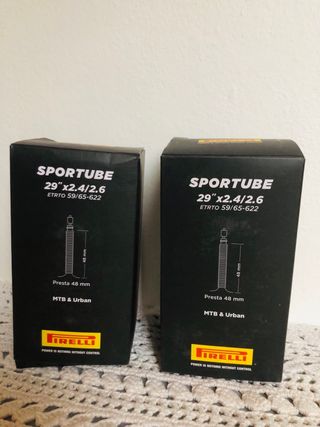 SPORTUBE
29″x2.4/2.6
ETRTO 59/65-622
48 mm
Presta 48 mm
MTB & Urban
PIRELLI
POWER IS NOTHING WITHOUT CONTROL
SPORTUBE
29″x2.4/2.6
ETRTO 59/65-622
48 mm
Presta 48 mm
MTB & Urban
PIRELLI
POWER IS NOTHING WITHOUT CONTROL